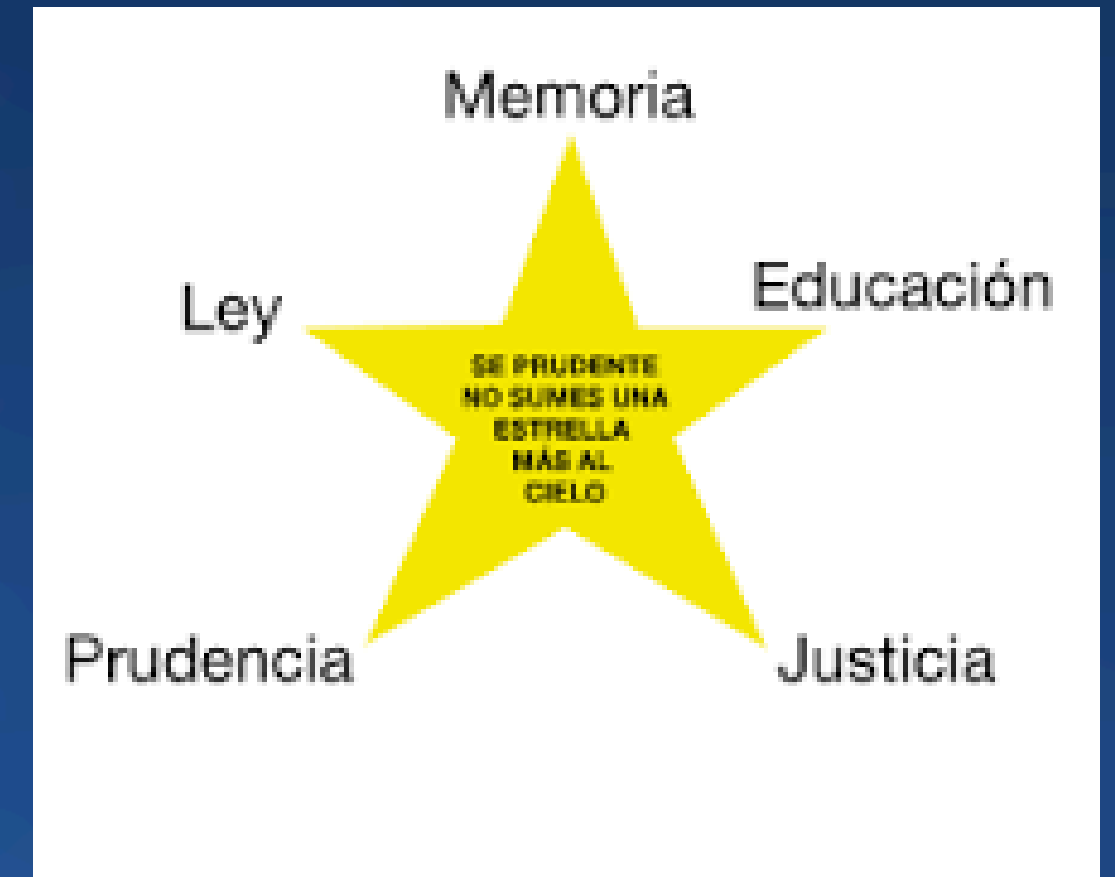 Memoria
Ley
Educación
SE PRUDENTE
NO SUMES UNA
ESTRELLA
MÁS AL
CIELO
Prudencia
Justicia